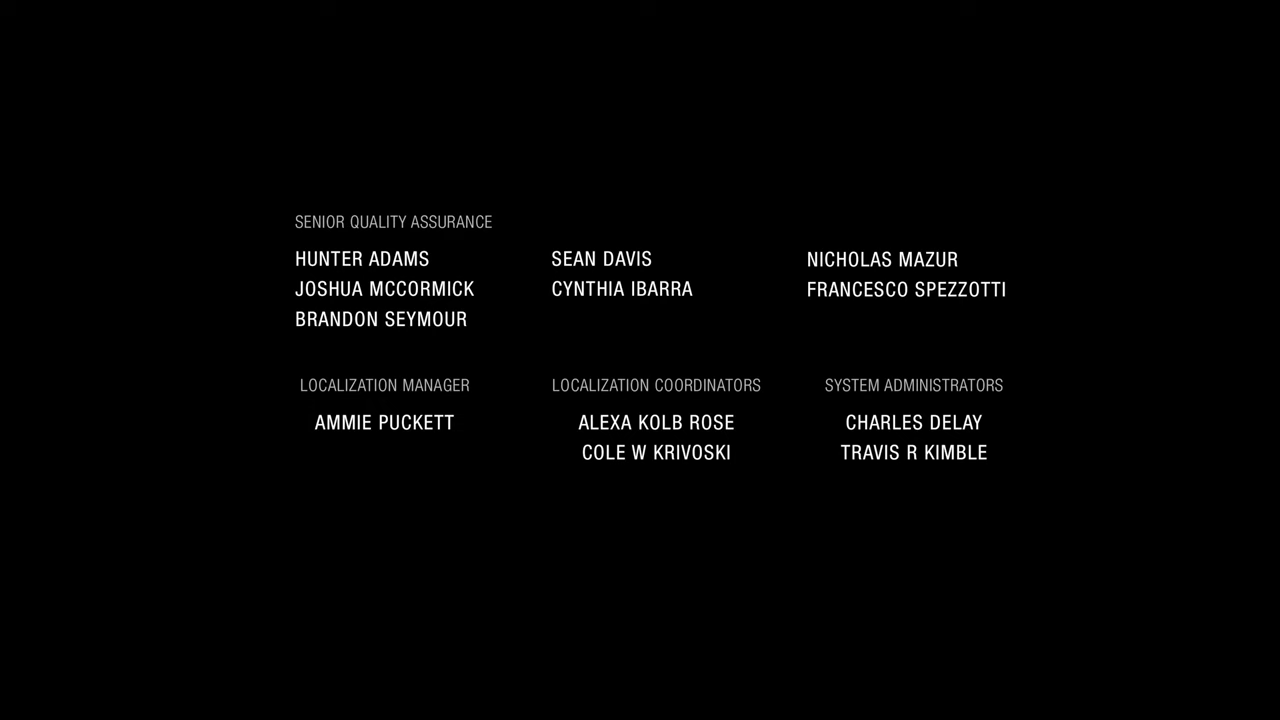 SENIOR QUALITY ASSURANCE
HUNTER ADAMS SEAN DAVIS NICHOLAS MAZUR
JOSHUA MCCORMICK CYNTHIA IBARRA FRANCESCO SPEZZOTTI
BRANDON SEYMOUR
LOCALIZATION MANAGER LOCALIZATION COORDINATORS SYSTEM ADMINISTRATORS
AMMIE PUCKETT ALEXA KOLB ROSE CHARLES DELAY
COLE W KRIVOSKI TRAVIS R KIMBLE